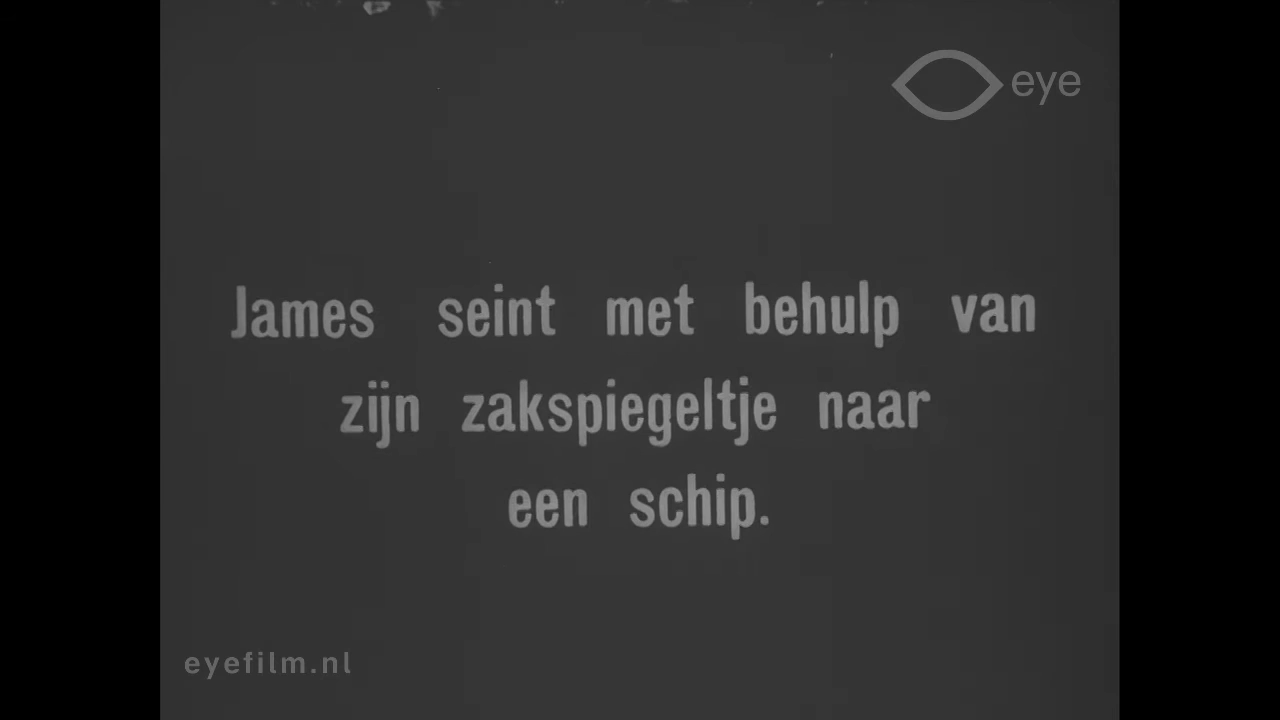 eye
James seint met behulp van
zijn zakspiegeltje naar
een schip.
eyefilm.nl